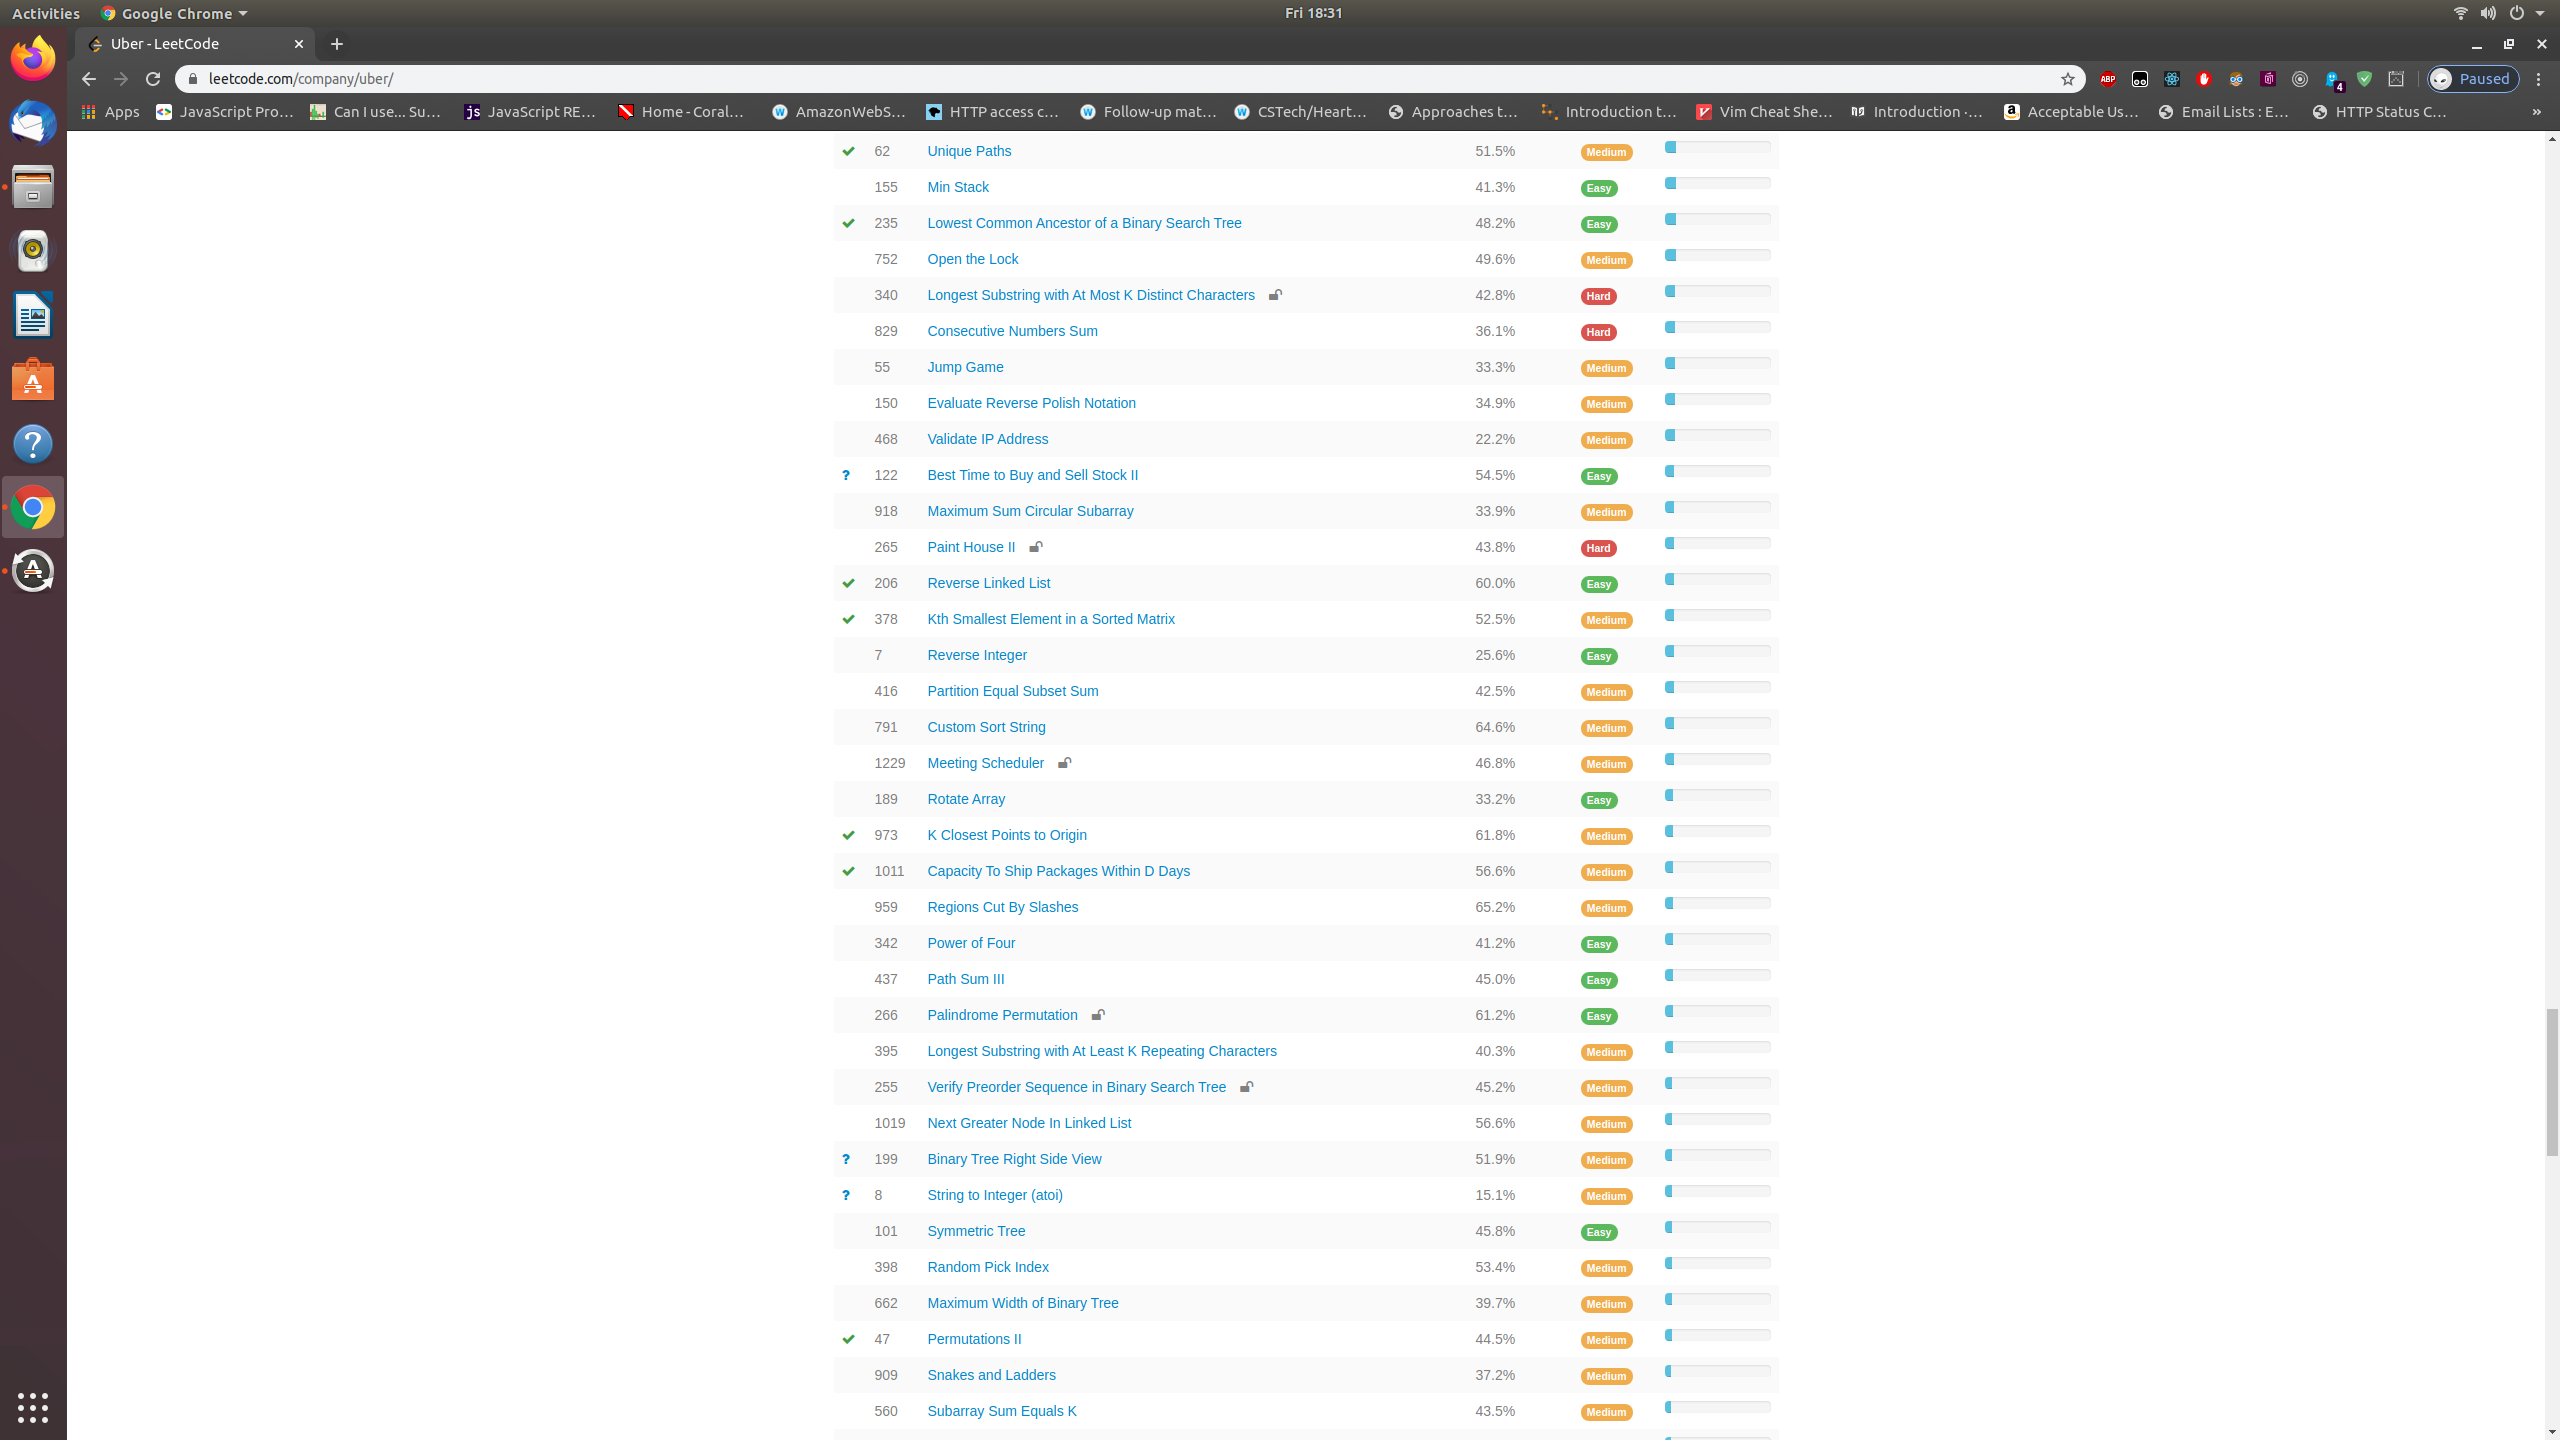 Activities Google Chrome Fri 18:31
Uber - LeetCode
leetcode.com/company/uber/ ABP 4 Paused
Apps JavaScript Pro… Can I use... Su… js JavaScript RE… Home - Coral… AmazonWebS… HTTP access c… Follow-up mat… CSTech/Heart… Approaches t… Introduction t… Vim Cheat She… Introduction ·… Acceptable Us… Email Lists : E… HTTP Status C… »
62 Unique Paths 51.5% Medium
155 Min Stack 41.3% Easy
235 Lowest Common Ancestor of a Binary Search Tree 48.2% Easy
752 Open the Lock 49.6% Medium
340 Longest Substring with At Most K Distinct Characters 42.8% Hard
829 Consecutive Numbers Sum 36.1% Hard
55 Jump Game 33.3% Medium
150 Evaluate Reverse Polish Notation 34.9% Medium
468 Validate IP Address 22.2% Medium
? 122 Best Time to Buy and Sell Stock II 54.5% Easy
918 Maximum Sum Circular Subarray 33.9% Medium
265 Paint House II 43.8% Hard
206 Reverse Linked List 60.0% Easy
378 Kth Smallest Element in a Sorted Matrix 52.5% Medium
7 Reverse Integer 25.6% Easy
416 Partition Equal Subset Sum 42.5% Medium
791 Custom Sort String 64.6% Medium
1229 Meeting Scheduler 46.8% Medium
189 Rotate Array 33.2% Easy
973 K Closest Points to Origin 61.8% Medium
1011 Capacity To Ship Packages Within D Days 56.6% Medium
959 Regions Cut By Slashes 65.2% Medium
342 Power of Four 41.2% Easy
437 Path Sum III 45.0% Easy
266 Palindrome Permutation 61.2% Easy
395 Longest Substring with At Least K Repeating Characters 40.3% Medium
255 Verify Preorder Sequence in Binary Search Tree 45.2% Medium
1019 Next Greater Node In Linked List 56.6% Medium
? 199 Binary Tree Right Side View 51.9% Medium
? 8 String to Integer (atoi) 15.1% Medium
101 Symmetric Tree 45.8% Easy
398 Random Pick Index 53.4% Medium
662 Maximum Width of Binary Tree 39.7% Medium
47 Permutations II 44.5% Medium
909 Snakes and Ladders 37.2% Medium
560 Subarray Sum Equals K 43.5% Medium